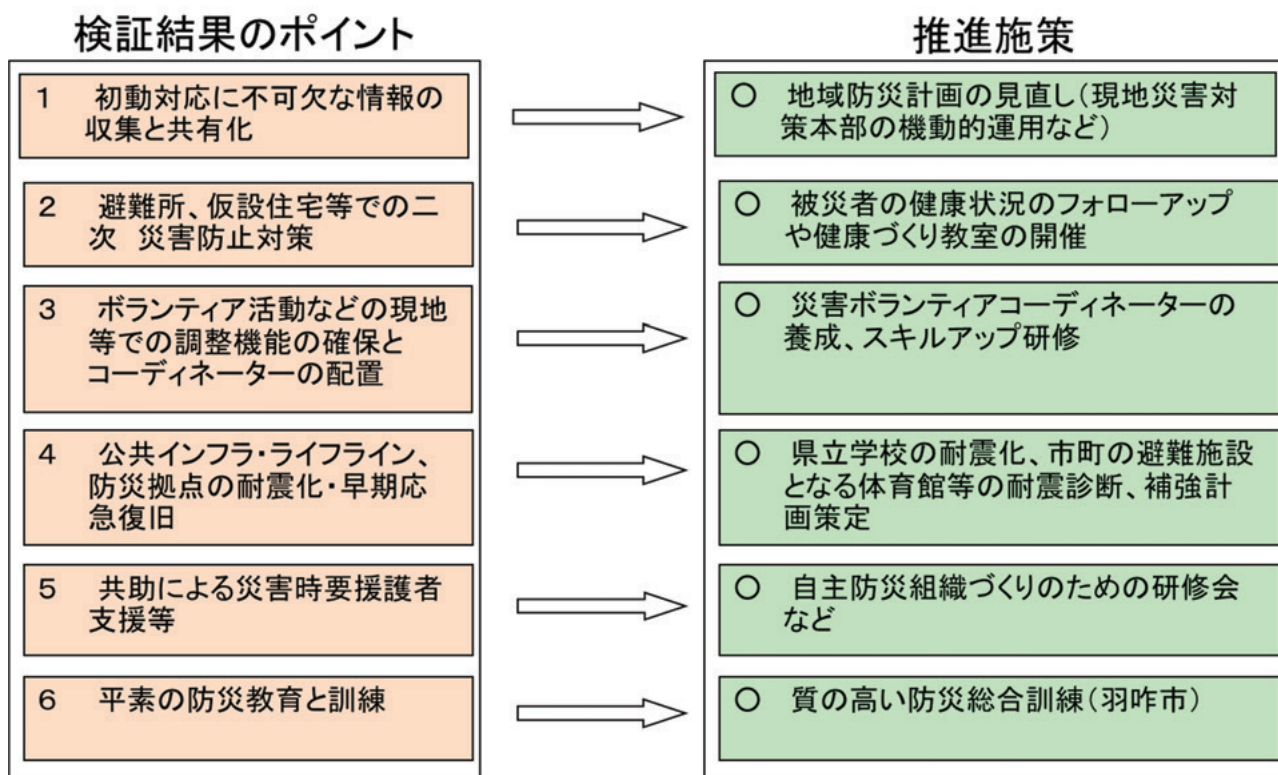 検証結果のポイント
推進施策
1 初動対応に不可欠な情報の
収集と共有化
○ 地域防災計画の見直し(現地災害対
策本部の機動的運用など)
2 避難所、仮設住宅等での二
次 災害防止対策
○ 被災者の健康状況のフォローアップ
や健康づくり教室の開催
3 ボランティア活動などの現地
等での調整機能の確保と
コーディネーターの配置
○ 災害ボランティアコーディネーターの
養成、スキルアップ研修
4 公共インフラ・ライフライン、
防災拠点の耐震化・早期応
急復旧
○ 県立学校の耐震化、市町の避難施設
となる体育館等の耐震診断、補強計
画策定
5 共助による災害時要援護者
支援等
○ 自主防災組織づくりのための研修会
など
6 平素の防災教育と訓練
○ 質の高い防災総合訓練(羽咋市)